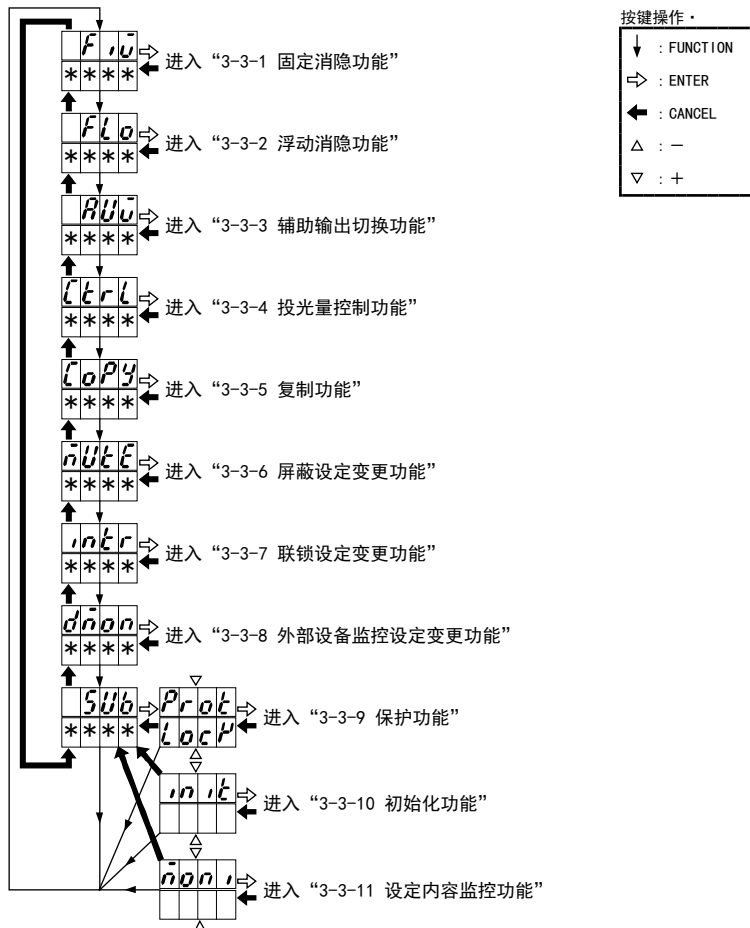 按键操作・
: FUNCTION
: ENTER
: CANCEL
: －
: ＋
Fiū
****
进入 “3-3-1 固定消隐功能”
FLo
****
进入 “3-3-2 浮动消隐功能”
AUū
****
进入 “3-3-3 辅助输出切换功能”
CtrL
****
进入 “3-3-4 投光量控制功能”
CoPY
****
进入 “3-3-5 复制功能”
n̄UtE
****
进入 “3-3-6 屏蔽设定变更功能”
intr
****
进入 “3-3-7 联锁设定变更功能”
dn̄on
****
进入 “3-3-8 外部设备监控设定变更功能”
SUb
****
Prot
LocK
进入 “3-3-9 保护功能”
init
进入 “3-3-10 初始化功能”
n̄oni
进入 “3-3-11 设定内容监控功能”